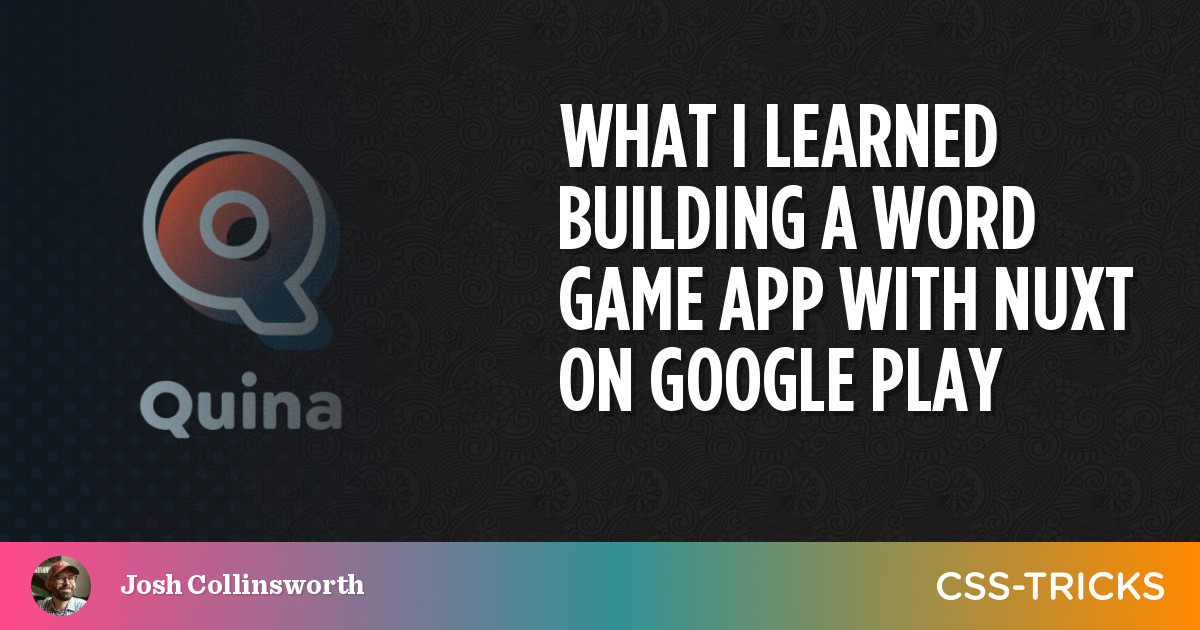 Quina
WHAT I LEARNED
BUILDING A WORD
GAME APP WITH NUXT
ON GOOGLE PLAY
Josh Collinsworth
CSS-TRICKS